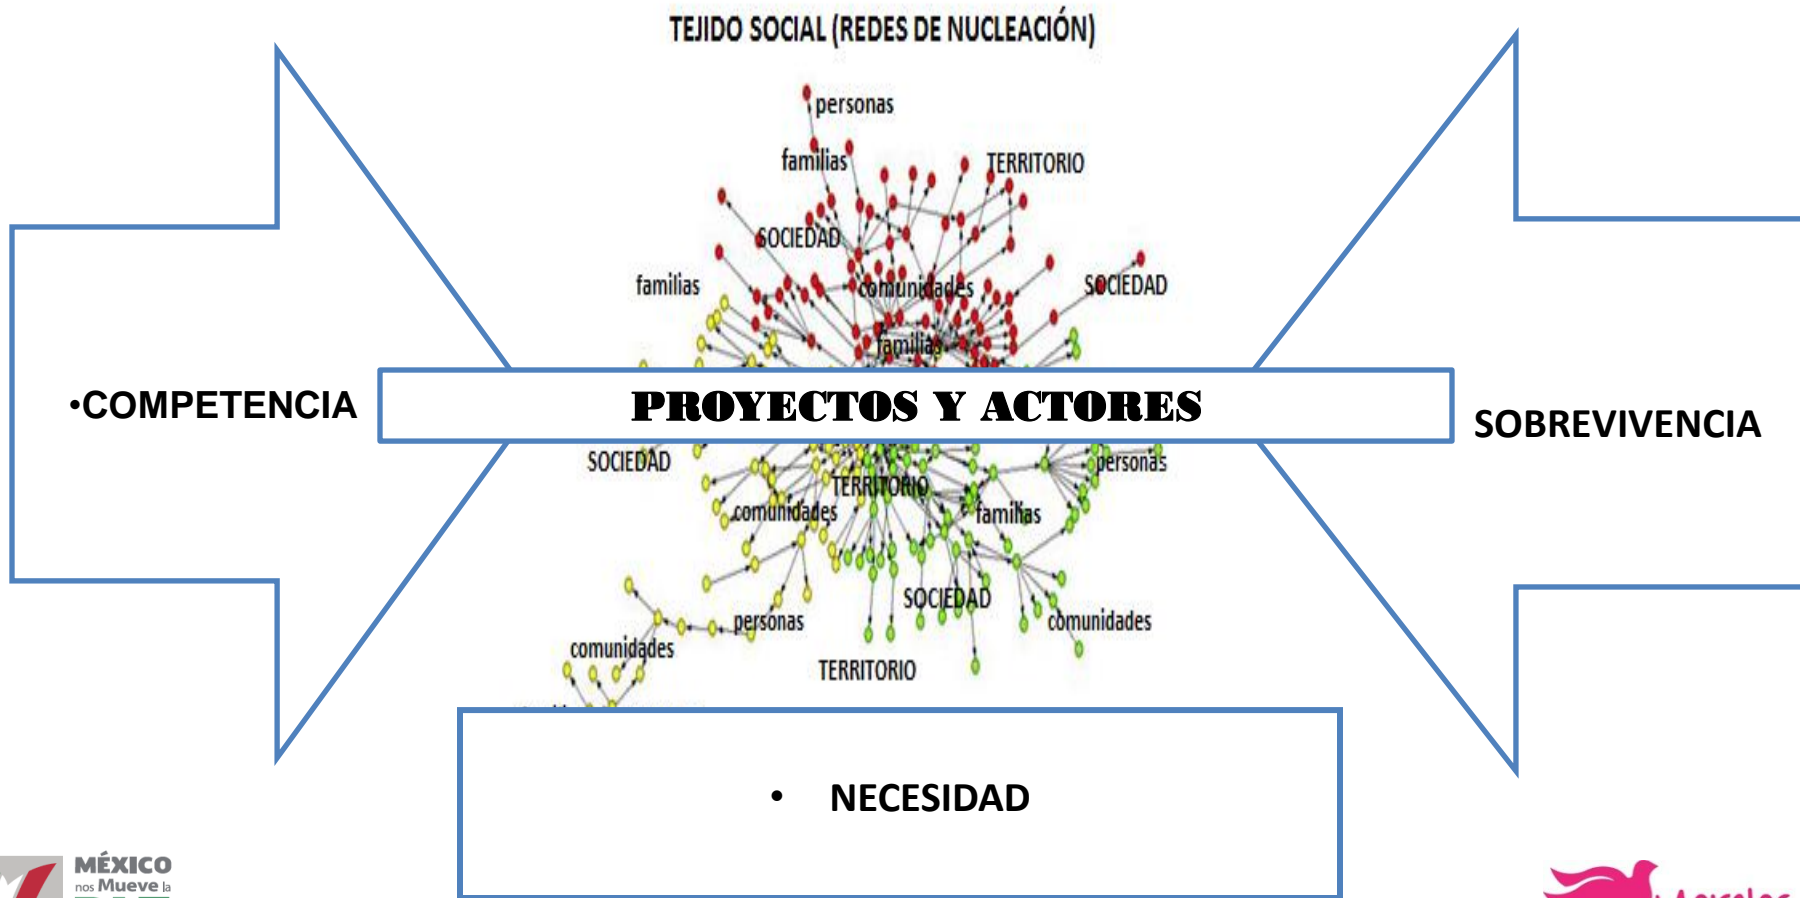 TEJIDO SOCIAL (REDES DE NUCLEACIÓN)
personas
familias
TERRITORIO
SOCIEDAD
familias
comunidades
SOCIEDAD
familias
•COMPETENCIA
PROYECTOS Y ACTORES
SOBREVIVENCIA
SOCIEDAD
personas
TERRITORIO
comunidades
familias
SOCIEDAD
personas
comunidades
comunidades
TERRITORIO
• NECESIDAD
MÉXICO
nos Mueve la